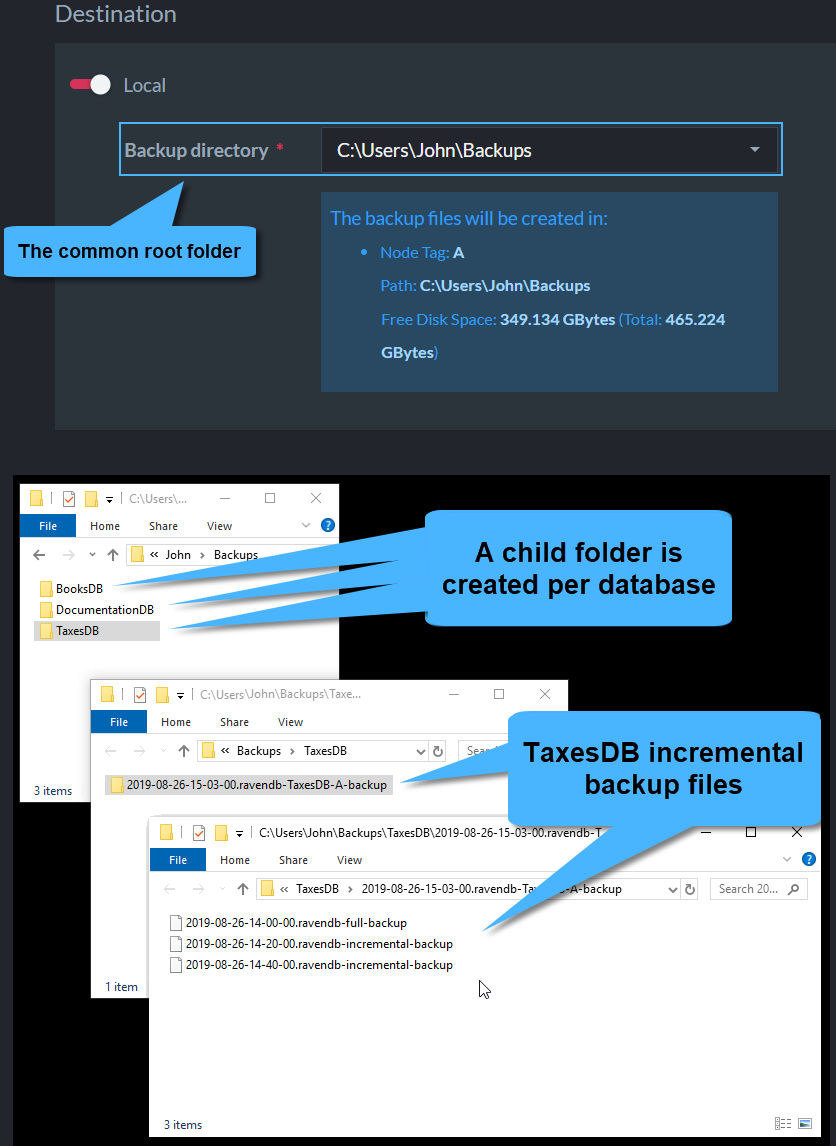 Destination
Local
Backup directory *
C:\Users\John\Backups
The common root folder
The backup files will be created in:
• Node Tag: A
Path: C:\Users\John\Backups
Free Disk Space: 349.134 GBytes (Total: 465.224
GBytes)
C:\Users\...
File Home Share View
« John › Backups
BooksDB
DocumentationDB
TaxesDB
3 items
A child folder is
created per database
C:\Users\John\Backups\Taxe...
File Home Share View
« Backups › TaxesDB
2019-08-26-15-03-00.ravendb-TaxesDB-A-backup
1 item
TaxesDB incremental
backup files
C:\Users\John\Backups\TaxesDB\2019-08-26-15-03-00.ravendb-T
File Home Share View
« TaxesDB › 2019-08-26-15-03-00.ravendb-Ta A-backup
Search 20...
2019-08-26-14-00-00.ravendb-full-backup
2019-08-26-14-20-00.ravendb-incremental-backup
2019-08-26-14-40-00.ravendb-incremental-backup
3 items